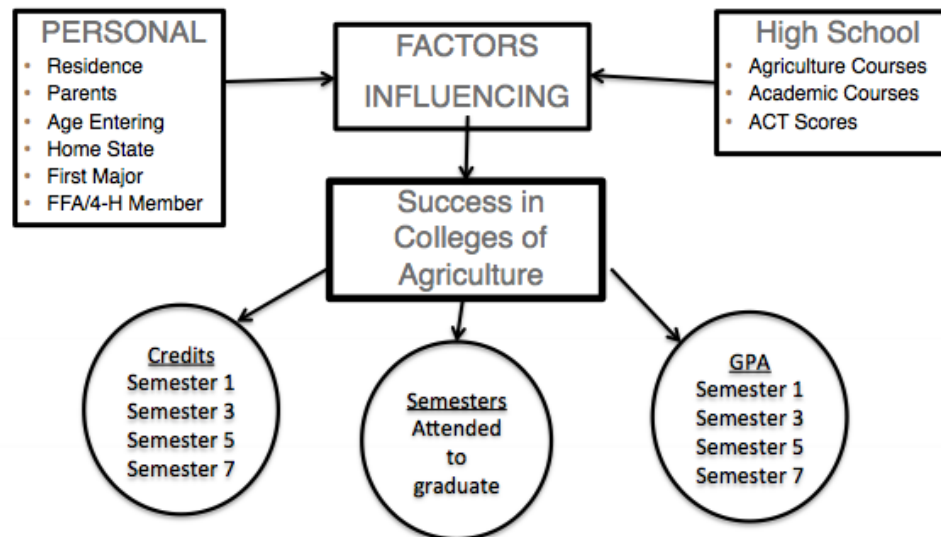 PERSONAL
• Residence
• Parents
• Age Entering
• Home State
• First Major
• FFA/4-H Member
FACTORS
INFLUENCING
High School
• Agriculture Courses
• Academic Courses
• ACT Scores
Success in
Colleges of
Agriculture
Credits
Semester 1
Semester 3
Semester 5
Semester 7
Semesters
Attended
to
graduate
GPA
Semester 1
Semester 3
Semester 5
Semester 7